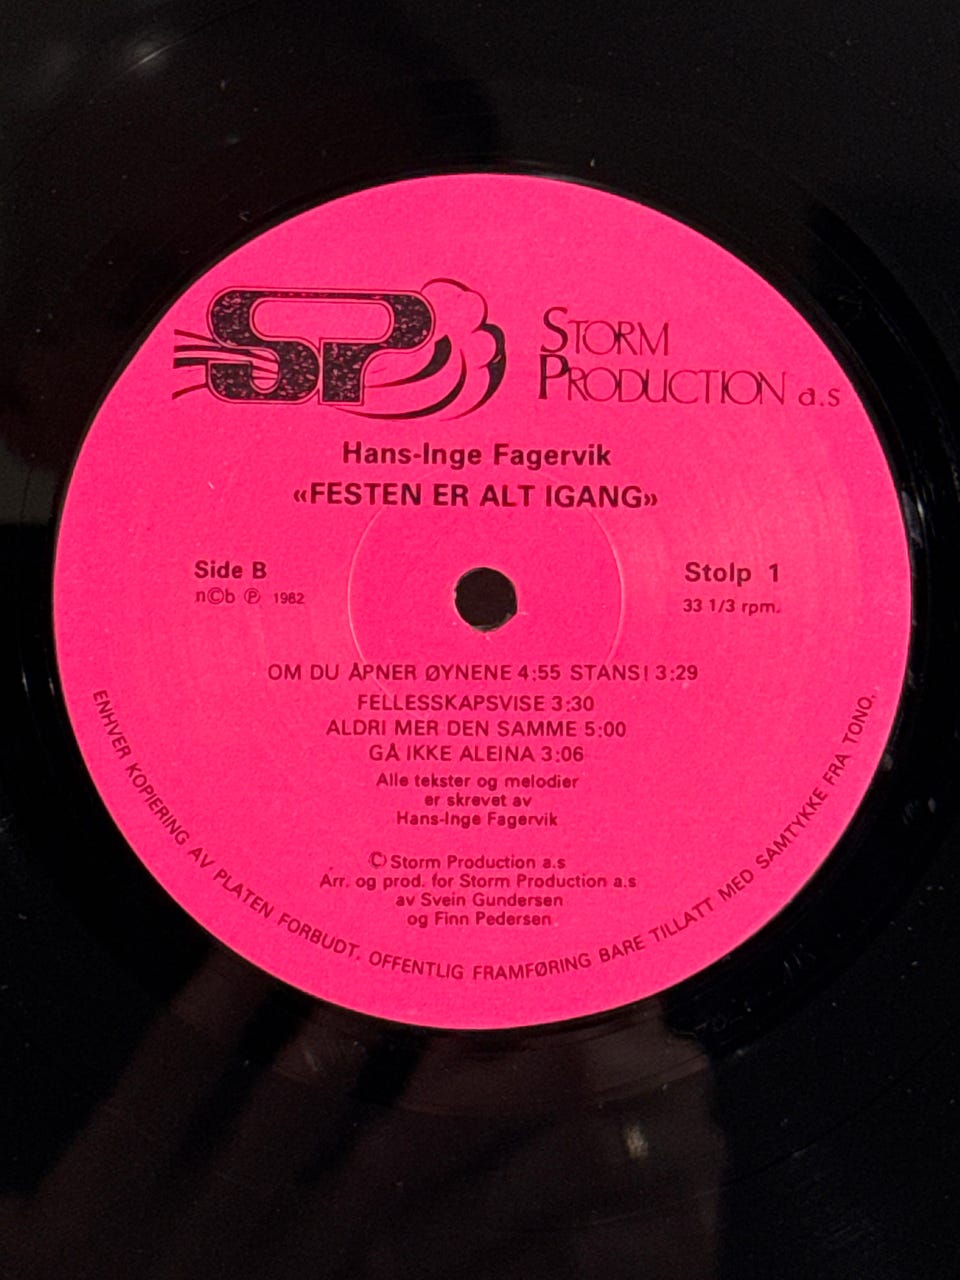 SP
STORM
PRODUCTION a.s
Hans-Inge Fagervik
«FESTEN ER ALT IGANG»
Side B
n©b ℗ 1982
Stolp 1
33 1/3 rpm.
OM DU ÅPNER ØYNENE 4:55 STANS! 3:29
FELLESSKAPSVISE 3:30
ALDRI MER DEN SAMME 5:00
GÅ IKKE ALEINA 3:06
Alle tekster og melodier
er skrevet av
Hans-Inge Fagervik
© Storm Production a.s
Arr. og prod. for Storm Production a.s
av Svein Gundersen
og Finn Pedersen
ENHVER KOPIERING AV PLATEN FORBUDT. OFFENTLIG FRAMFØRING BARE TILLATT MED SAMTYKKE FRA TONO.